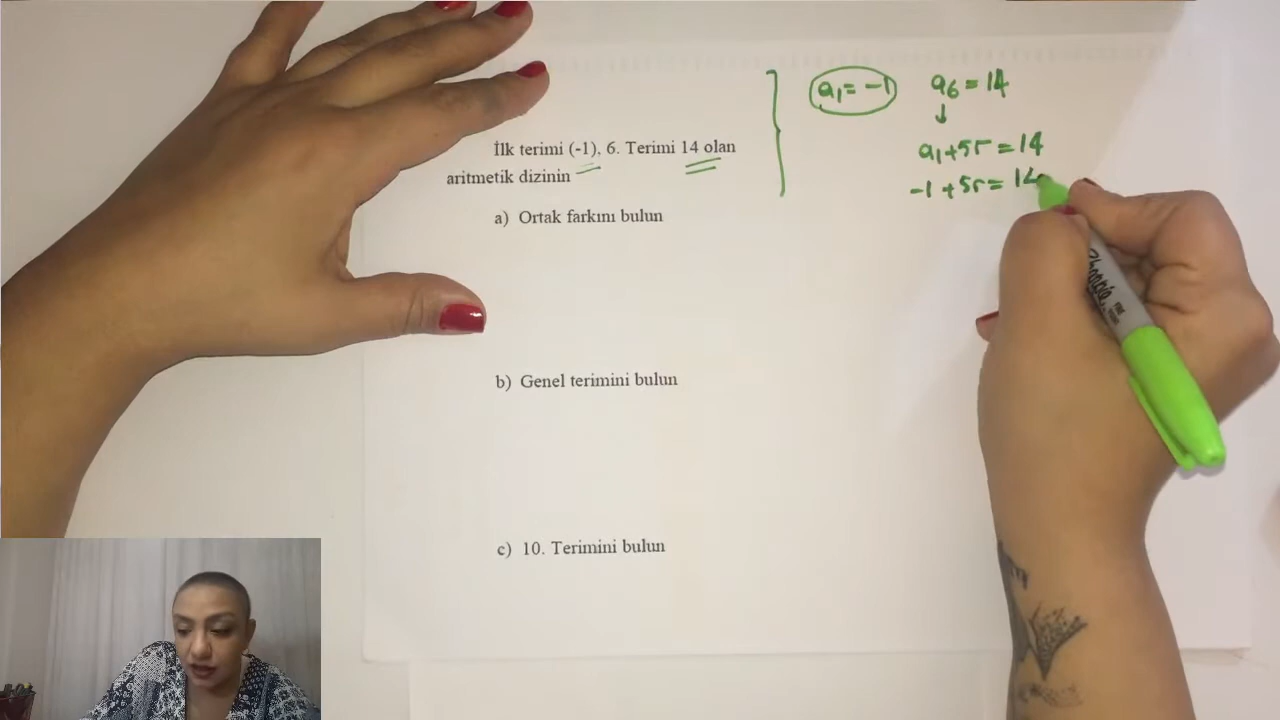 İlk terimi (-1), 6. Terimi 14 olan
aritmetik dizinin
a) Ortak farkını bulun
b) Genel terimini bulun
c) 10. Terimini bulun
a₁ = -1 a₆ = 14
↓
a₁ + 5r = 14
-1 + 5r = 14
Sharpie